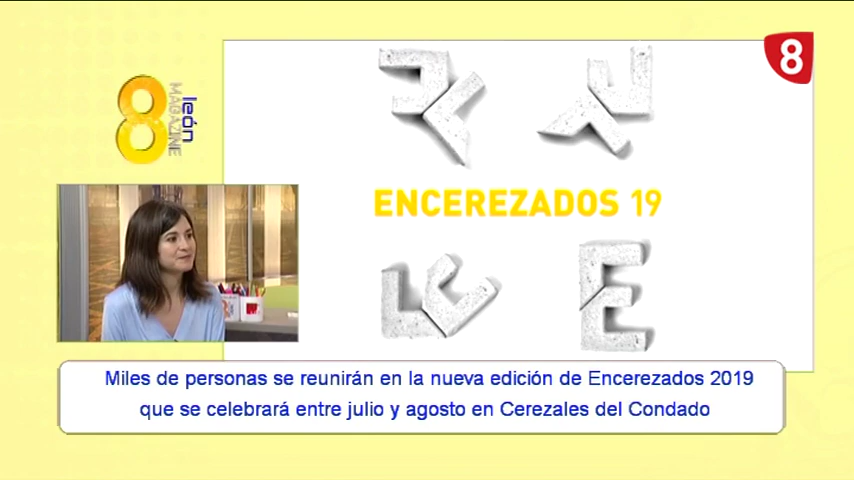 8
león
MAGAZINE
8
ENCEREZADOS 19
Miles de personas se reunirán en la nueva edición de Encerezados 2019
que se celebrará entre julio y agosto en Cerezales del Condado